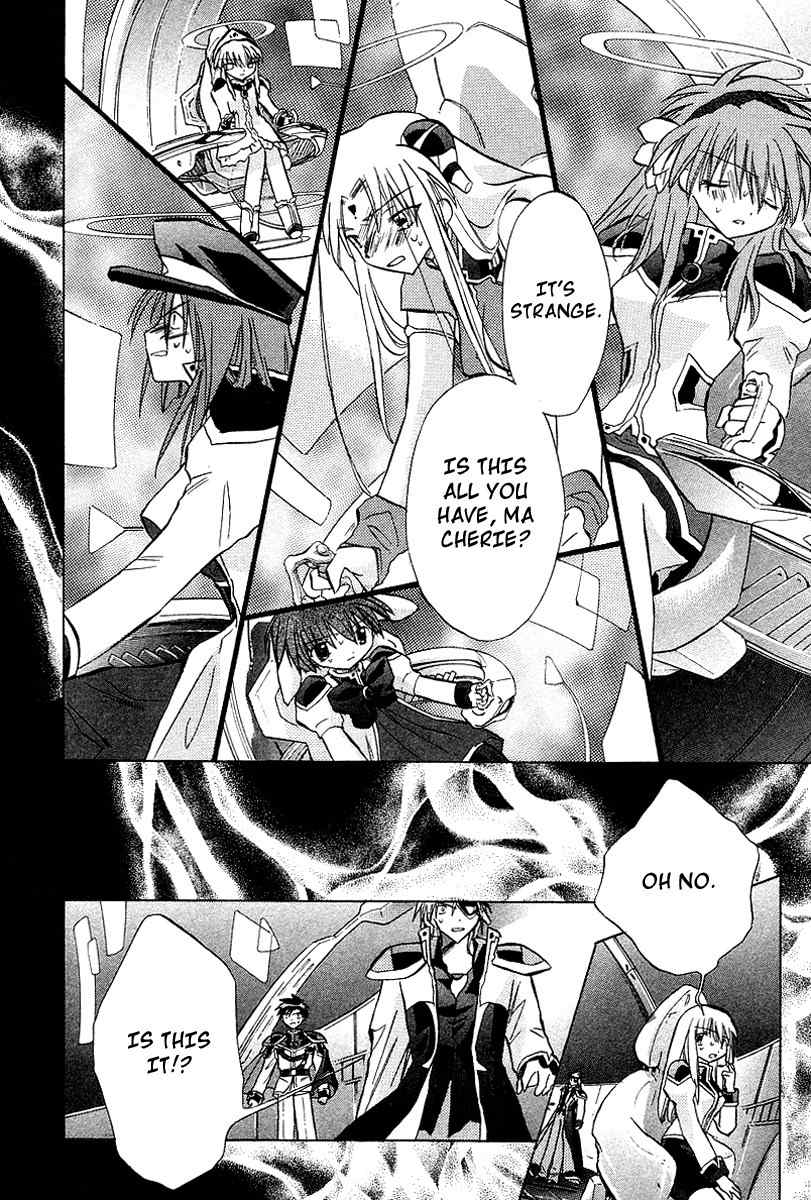 IT'S
STRANGE.
IS THIS
ALL YOU
HAVE, MA
CHERIE?
OH NO.
IS THIS
IT!?